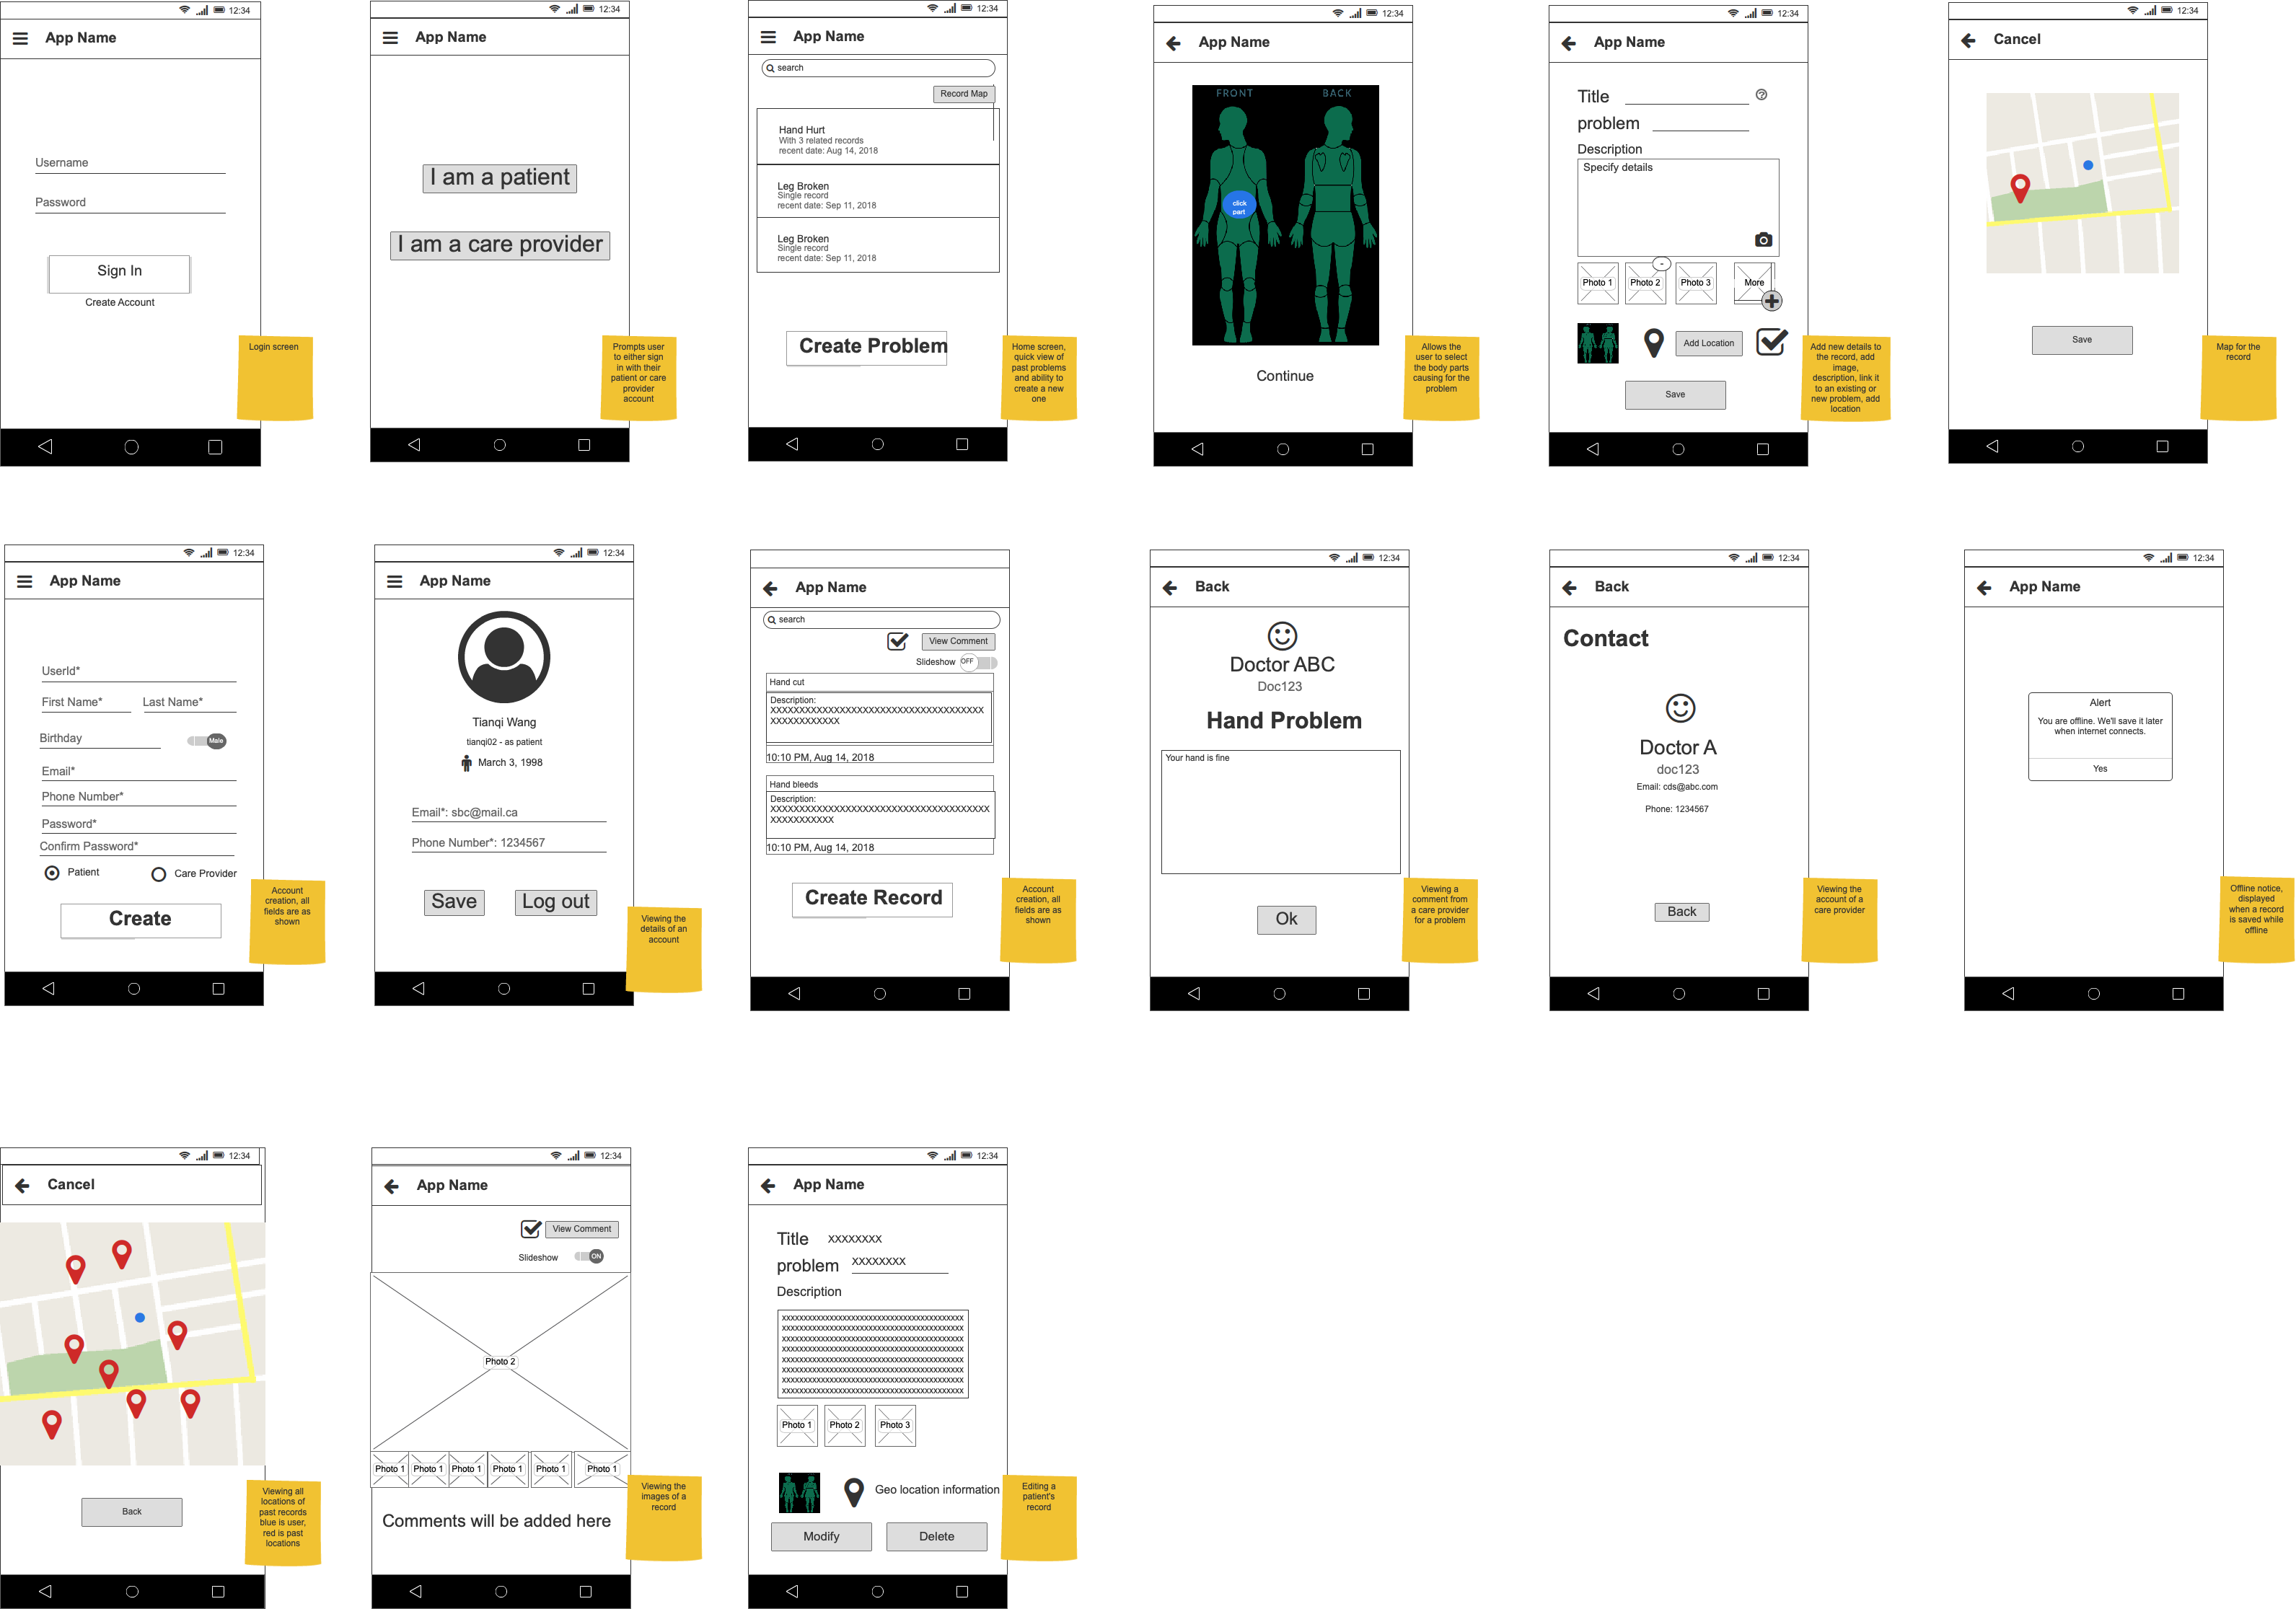 12:34
App Name
Username
Password
Sign In
Create Account
Login screen
12:34
App Name
I am a patient
I am a care provider
Prompts user
to either sign
in with their
patient or care
provider
account
12:34
App Name
search
Record Map
Hand Hurt
With 3 related records
recent date: Aug 14, 2018
Leg Broken
Single record
recent date: Sep 11, 2018
Leg Broken
Single record
recent date: Sep 11, 2018
Create Problem
Home screen,
quick view of
past problems
and ability to
create a new
one
12:34
App Name
FRONT
BACK
click
part
Continue
Allows the
user to select
the body parts
causing for the
problem
12:34
App Name
Title
problem
Description
Specify details
-
Photo 1
Photo 2
Photo 3
More
Add Location
Save
Add new details to
the record, add
image,
description, link it
to an existing or
new problem, add
location
12:34
Cancel
Save
Map for the
record
12:34
App Name
UserId*
First Name*
Last Name*
Birthday
Male
Email*
Phone Number*
Password*
Confirm Password*
Patient
Care Provider
Create
Account
creation, all
fields are as
shown
12:34
App Name
Tianqi Wang
tianqi02 - as patient
March 3, 1998
Email*: sbc@mail.ca
Phone Number*: 1234567
Save
Log out
Viewing the
details of an
account
App Name
search
View Comment
Slideshow
OFF
Hand cut
Description:
XXXXXXXXXXXXXXXXXXXXXXXXXXXXXXXXXXXXX
XXXXXXXXXXXX
10:10 PM, Aug 14, 2018
Hand bleeds
Description:
XXXXXXXXXXXXXXXXXXXXXXXXXXXXXXXXXXXXXX
XXXXXXXXXXX
10:10 PM, Aug 14, 2018
Create Record
Account
creation, all
fields are as
shown
12:34
Back
Doctor ABC
Doc123
Hand Problem
Your hand is fine
Ok
Viewing a
comment from
a care provider
for a problem
12:34
Back
Contact
Doctor A
doc123
Email: cds@abc.com
Phone: 1234567
Back
Viewing the
account of a
care provider
12:34
App Name
Alert
You are offline. We'll save it later
when internet connects.
Yes
Offline notice,
displayed
when a record
is saved while
offline
12:34
Cancel
Back
Viewing all
locations of
past records
blue is user,
red is past
locations
12:34
App Name
View Comment
Slideshow
ON
Photo 2
Photo 1
Photo 1
Photo 1
Photo 1
Photo 1
Photo 1
Comments will be added here
Viewing the
images of a
record
12:34
App Name
Title
XXXXXXXX
problem
XXXXXXXX
Description
XXXXXXXXXXXXXXXXXXXXXXXXXXXXXXXXXXXXXXXX
XXXXXXXXXXXXXXXXXXXXXXXXXXXXXXXXXXXXXXXX
XXXXXXXXXXXXXXXXXXXXXXXXXXXXXXXXXXXXXXXX
XXXXXXXXXXXXXXXXXXXXXXXXXXXXXXXXXXXXXXXX
XXXXXXXXXXXXXXXXXXXXXXXXXXXXXXXXXXXXXXXX
XXXXXXXXXXXXXXXXXXXXXXXXXXXXXXXXXXXXXXXX
XXXXXXXXXXXXXXXXXXXXXXXXXXXXXXXXXXXXXXXX
XXXXXXXXXXXXXXXXXXXXXXXXXXXXXXXXXXXXXXXX
Photo 1
Photo 2
Photo 3
Geo location information
Modify
Delete
Editing a
patient's
record